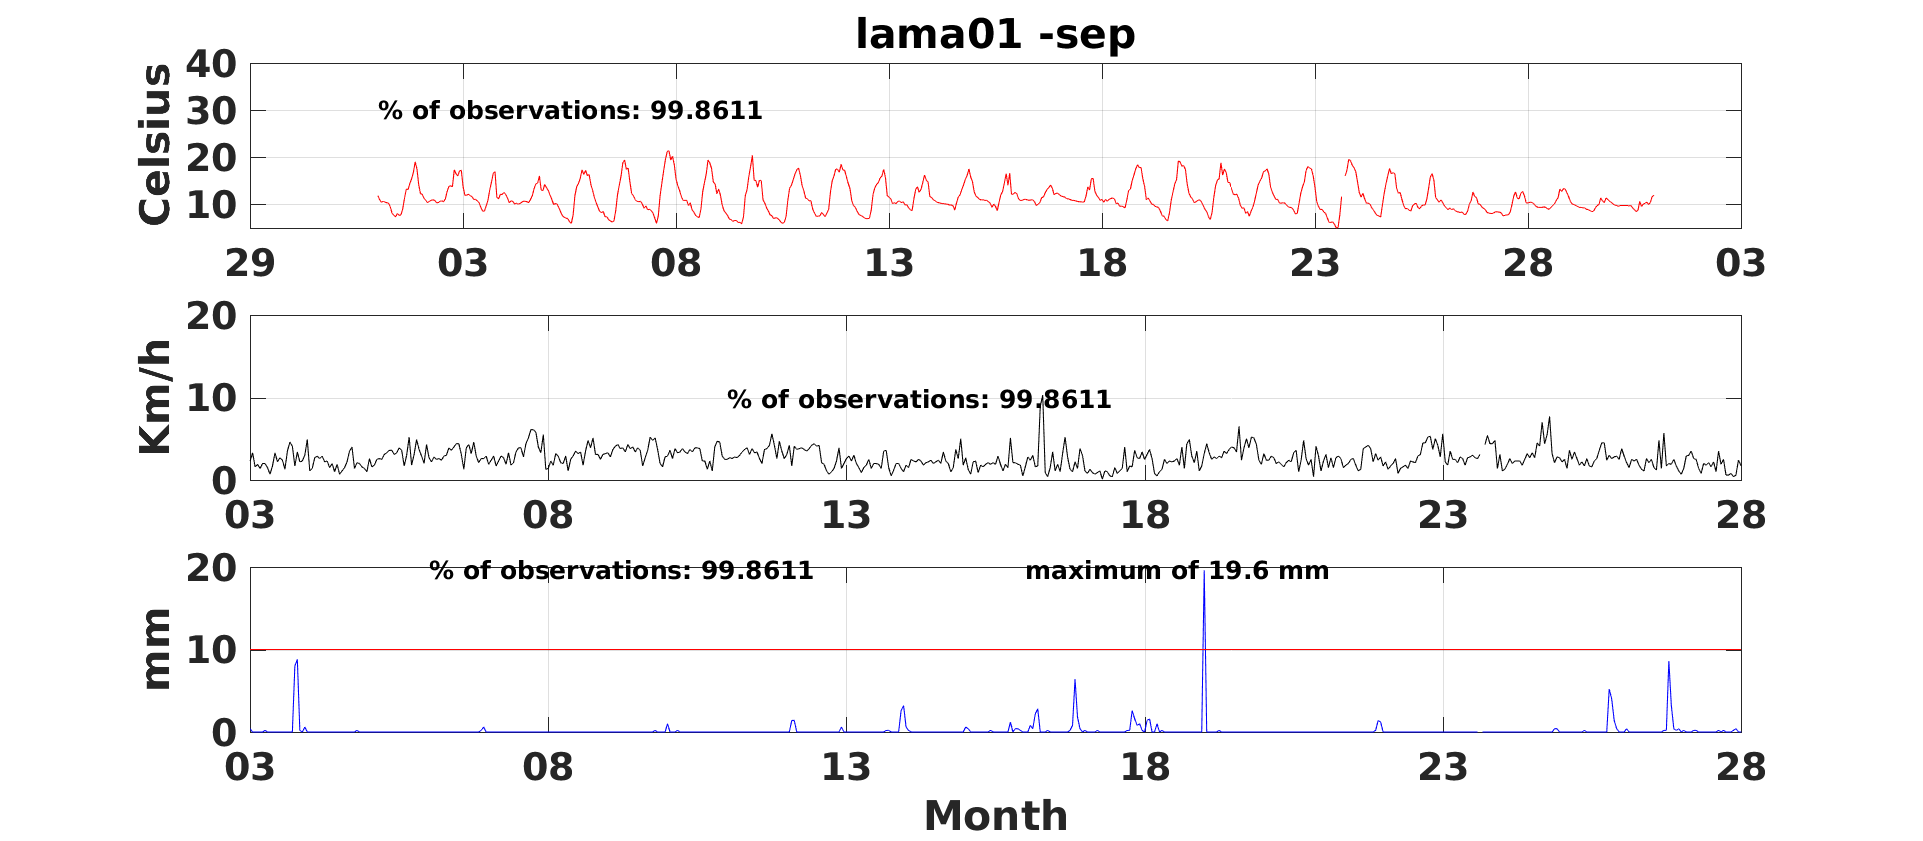 lama01 -sep
Celsius
40
30
20
10
% of observations: 99.8611
29 03 08 13 18 23 28 03
Km/h
20
10
0
% of observations: 99.8611
03 08 13 18 23 28
mm
20
10
0
% of observations: 99.8611 maximum of 19.6 mm
03 08 13 18 23 28
Month